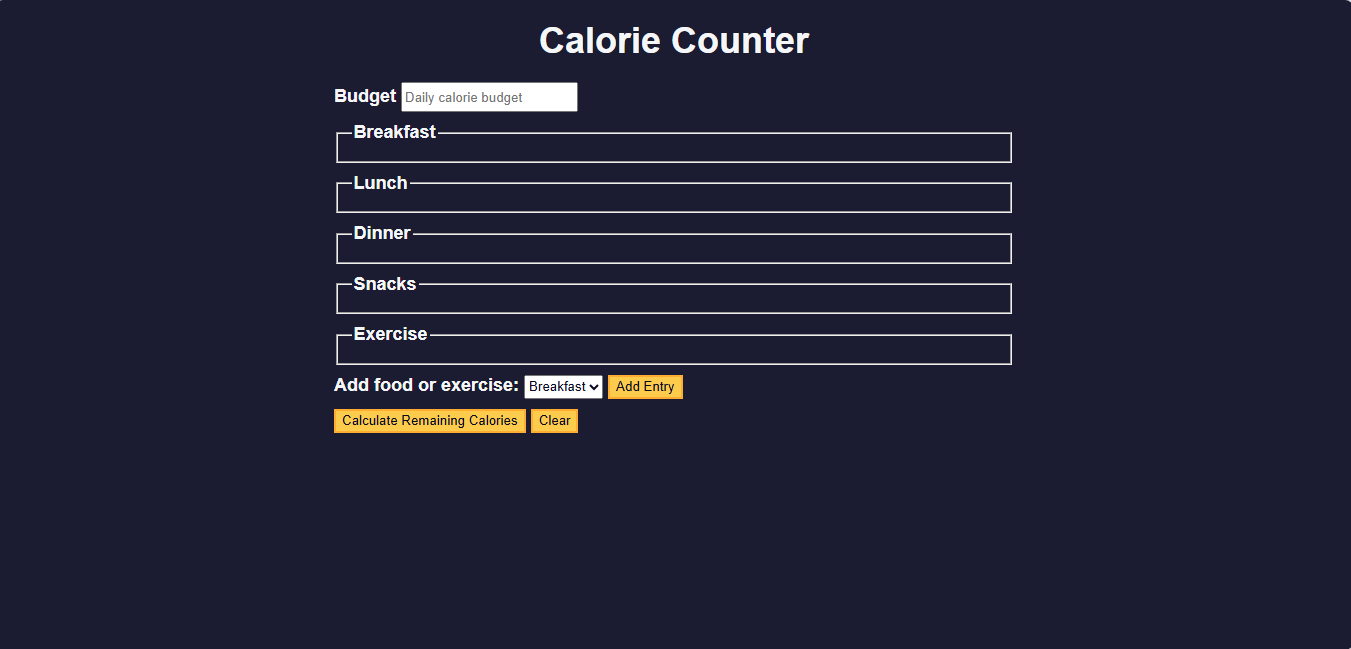 Calorie Counter
Budget Daily calorie budget
Breakfast
Lunch
Dinner
Snacks
Exercise
Add food or exercise: Breakfast Add Entry
Calculate Remaining Calories Clear